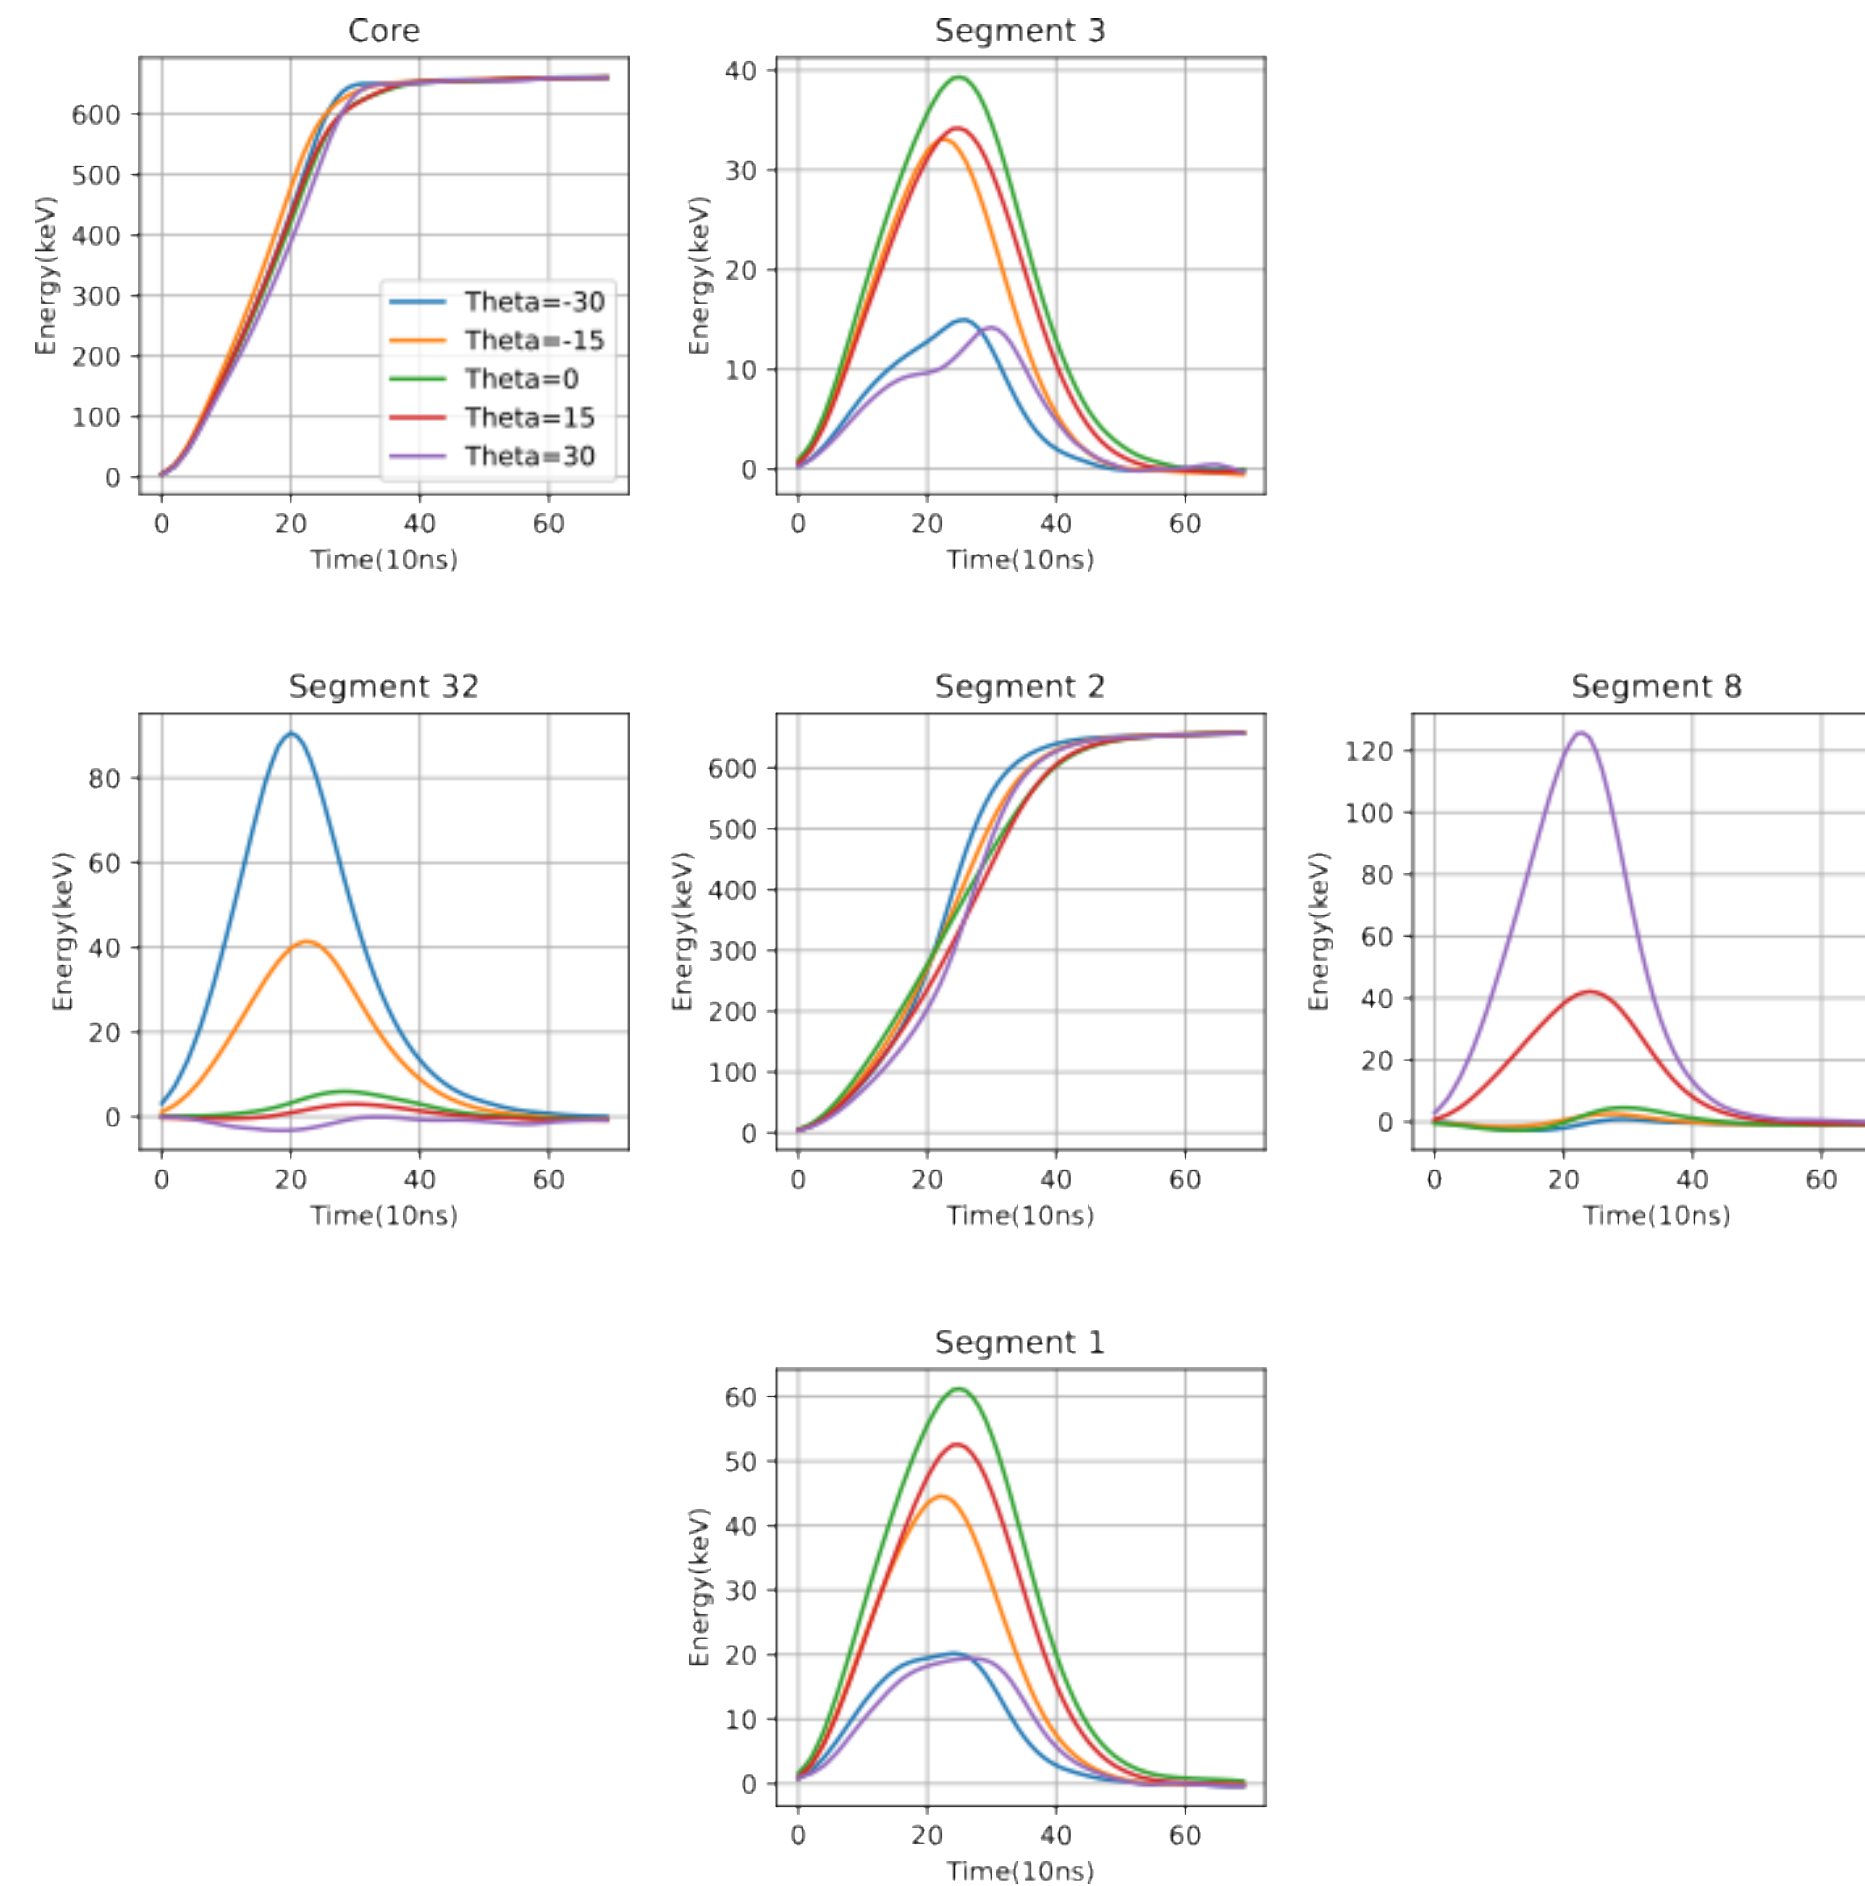 Core
Energy(keV)
600
500
400
300
200
100
0
Theta=-30
Theta=-15
Theta=0
Theta=15
Theta=30
0 20 40 60
Time(10ns)
Segment 3
Energy(keV)
40
30
20
10
0
0 20 40 60
Time(10ns)
Segment 32
Energy(keV)
80
60
40
20
0
0 20 40 60
Time(10ns)
Segment 2
Energy(keV)
600
500
400
300
200
100
0
0 20 40 60
Time(10ns)
Segment 8
Energy(keV)
120
100
80
60
40
20
0
0 20 40 60
Time(10ns)
Segment 1
Energy(keV)
60
50
40
30
20
10
0
0 20 40 60
Time(10ns)